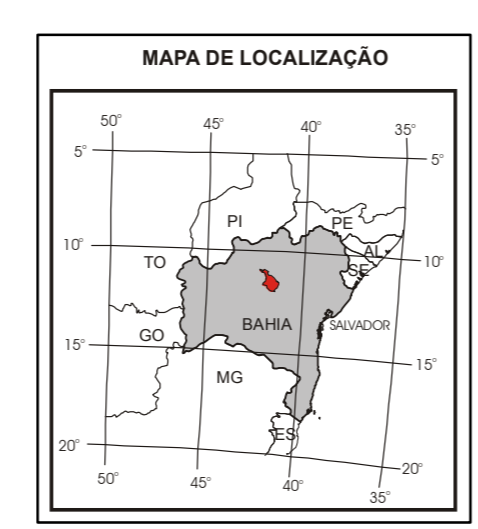 MAPA DE LOCALIZAÇÃO
50° 45° 40° 35°
5° 5°
PI PE
10° AL 10°
TO SE
BAHIA SALVADOR
GO
15° 15°
MG
ES
20° 20°
50° 45° 40° 35°